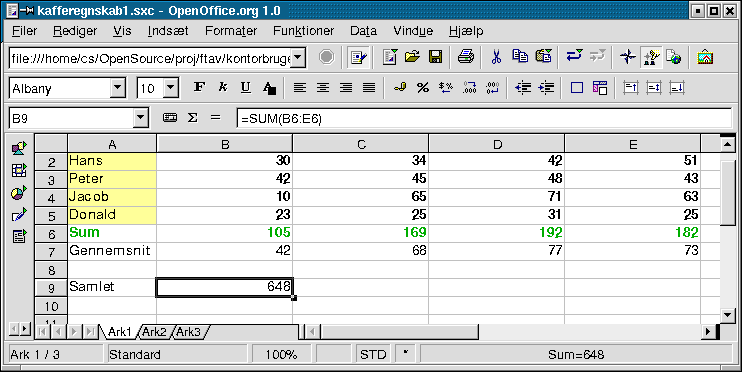 kafferegnskab1.sxc - OpenOffice.org 1.0
Filer Rediger Vis Indsæt Formater Funktioner Data Vindue Hjælp
file:///home/cs/OpenSource/proj/ftaw/kontorbruge
Albany 10 F k U A
B9 Σ = =SUM(B6:E6)
A B C D E
2 Hans 30 34 42 51
3 Peter 42 45 48 43
4 Jacob 10 65 71 63
5 Donald 23 25 31 25
6 Sum 105 169 192 182
7 Gennemsnit 42 68 77 73
8
9 Samlet 648
10
Ark1 Ark2 Ark3
Ark 1 / 3 Standard 100% STD * Sum=648